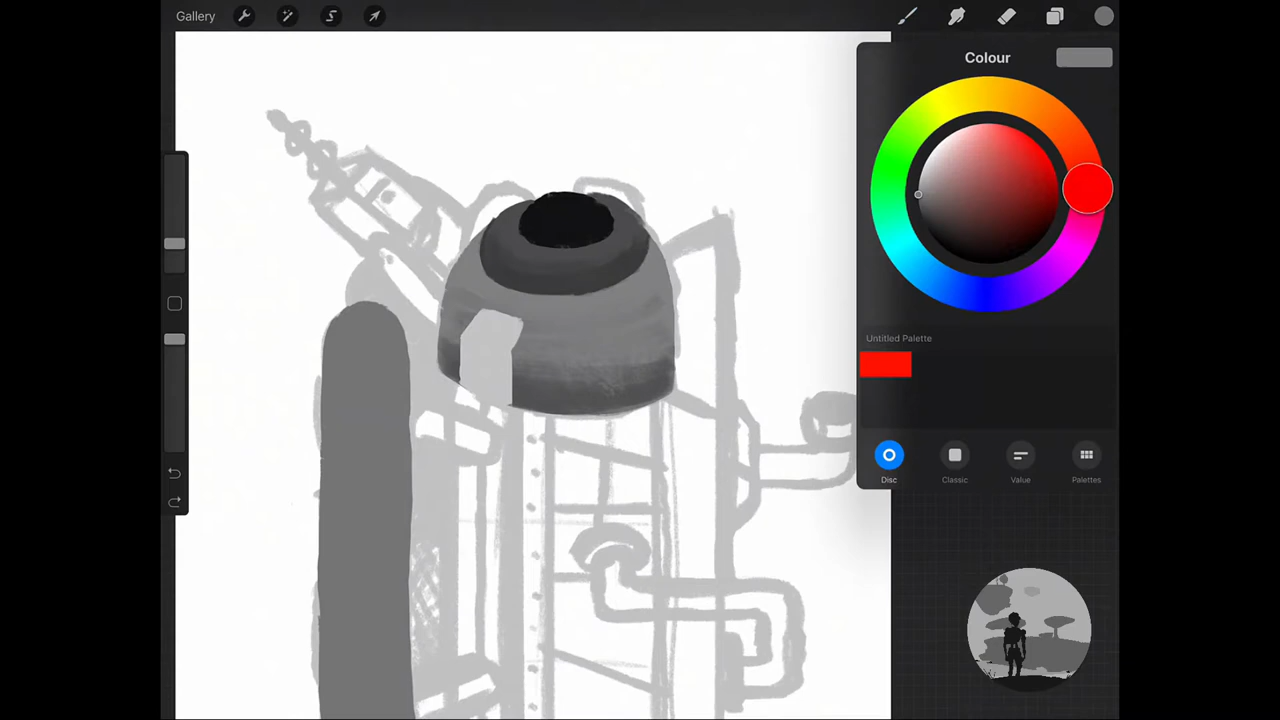 Gallery
Colour
Untitled Palette
Disc
Classic
Value
Palettes